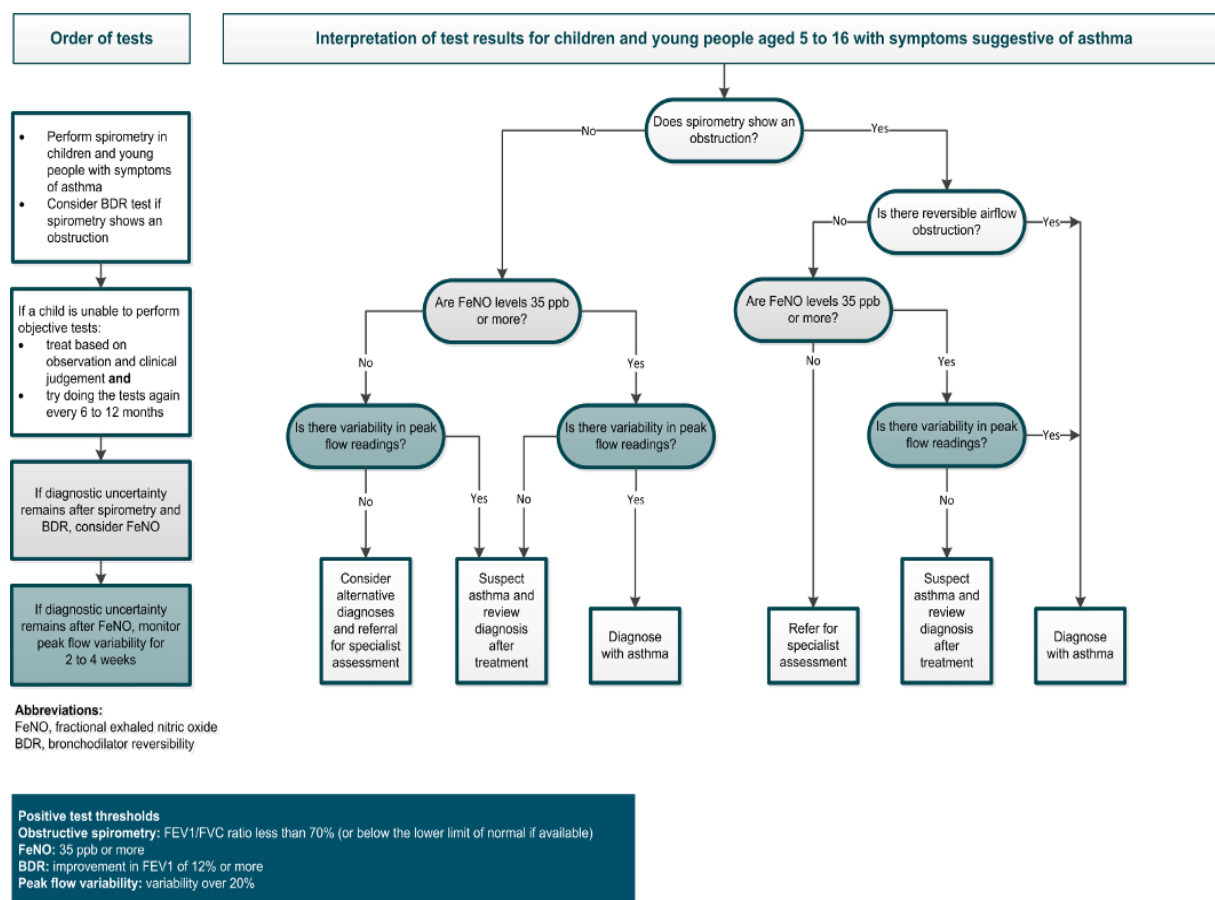 Order of tests
Interpretation of test results for children and young people aged 5 to 16 with symptoms suggestive of asthma
• Perform spirometry in
children and young
people with symptoms
of asthma
• Consider BDR test if
spirometry shows an
obstruction
If a child is unable to perform
objective tests:
• treat based on
observation and clinical
judgement and
• try doing the tests again
every 6 to 12 months
If diagnostic uncertainty
remains after spirometry and
BDR, consider FeNO
If diagnostic uncertainty
remains after FeNO, monitor
peak flow variability for
2 to 4 weeks
Abbreviations:
FeNO, fractional exhaled nitric oxide
BDR, bronchodilator reversibility
Does spirometry show an
obstruction?
No
Yes
Is there reversible airflow
obstruction?
No
Yes
Are FeNO levels 35 ppb
or more?
No
Yes
Are FeNO levels 35 ppb
or more?
No
Yes
Is there variability in peak
flow readings?
No
Yes
Is there variability in peak
flow readings?
No
Yes
Is there variability in peak
flow readings?
Yes
No
Consider
alternative
diagnoses
and referral
for specialist
assessment
Suspect
asthma and
review
diagnosis
after
treatment
Diagnose
with asthma
Refer for
specialist
assessment
Suspect
asthma and
review
diagnosis
after
treatment
Diagnose
with asthma
Positive test thresholds
Obstructive spirometry: FEV1/FVC ratio less than 70% (or below the lower limit of normal if available)
FeNO: 35 ppb or more
BDR: improvement in FEV1 of 12% or more
Peak flow variability: variability over 20%